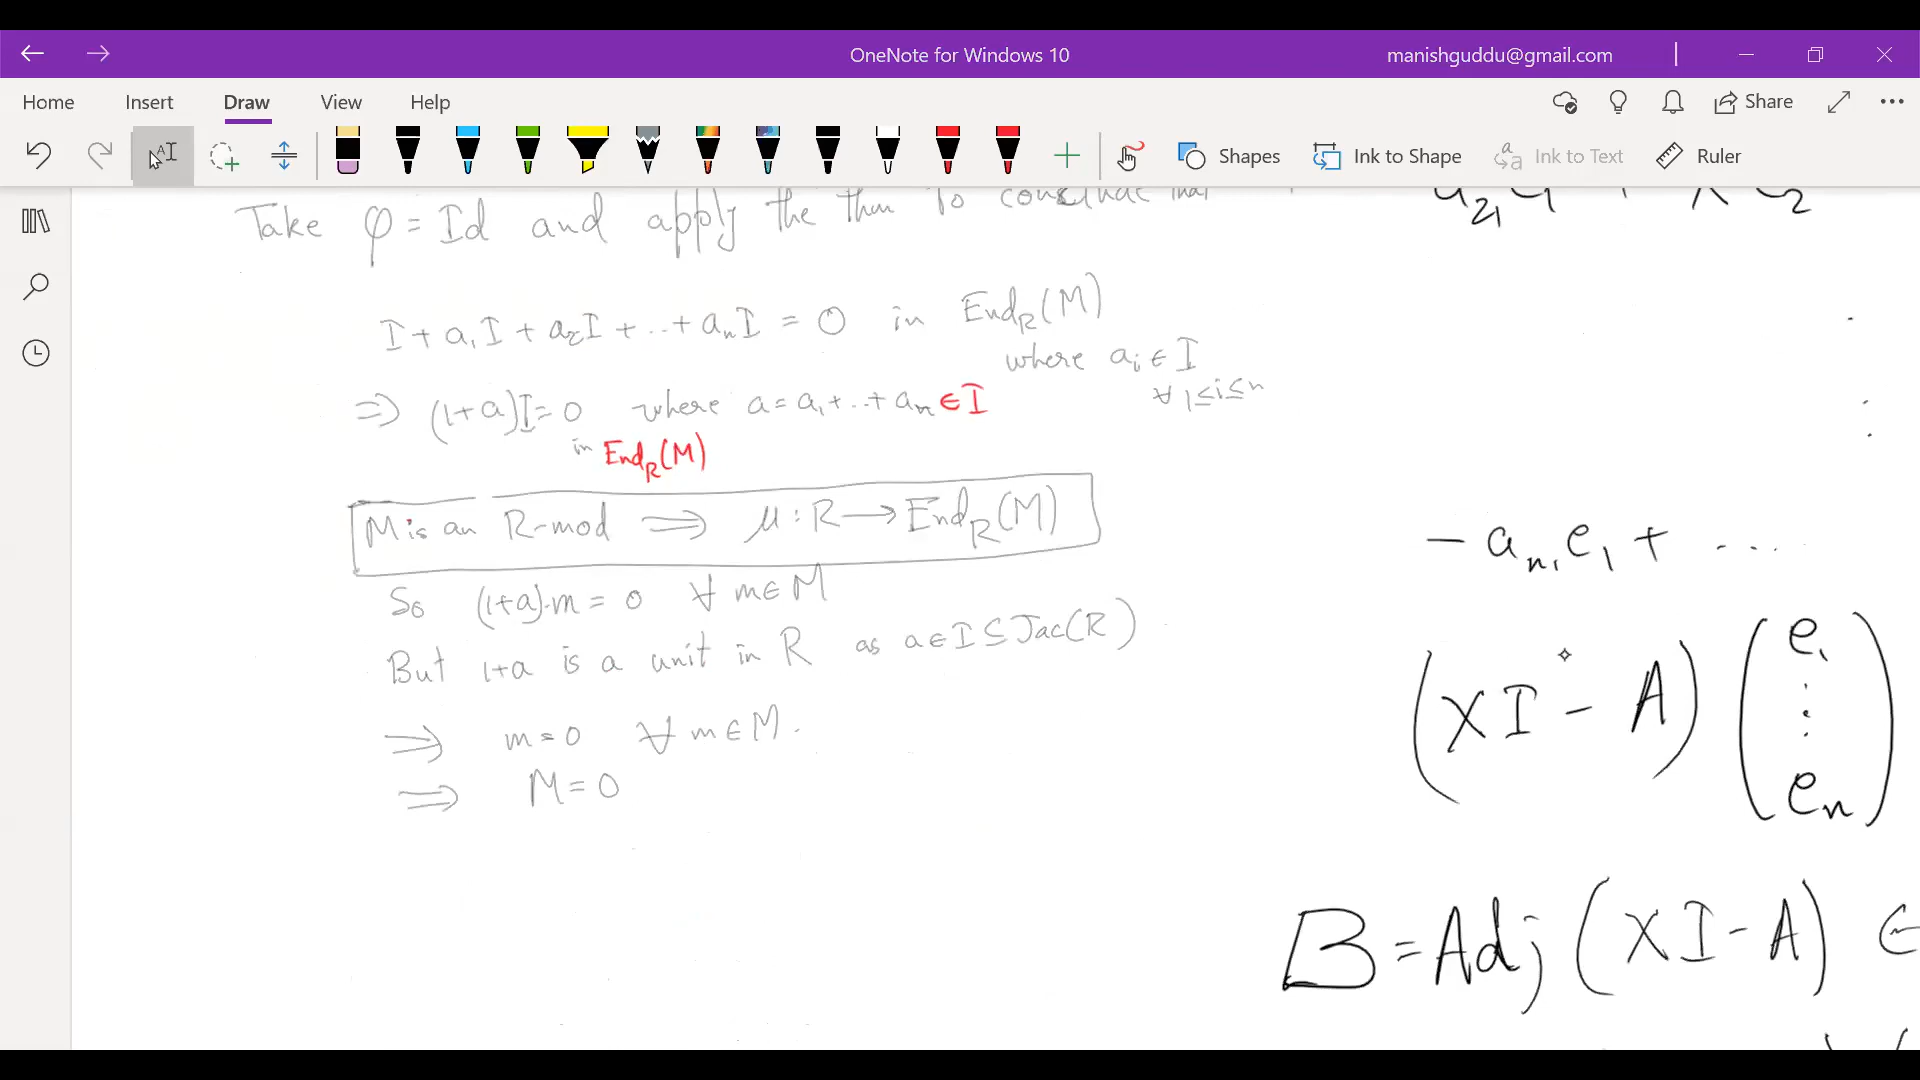 OneNote for Windows 10
manishguddu@gmail.com
Home Insert Draw View Help
Share
Shapes Ink to Shape Ink to Text Ruler
Take φ = Id and apply the thm to conclude that
I + a₁I + a₂I + ... + aₙI = 0 in End_R(M)
where aᵢ ∈ I
∀ 1≤i≤n
⇒ (1+a)I = 0 where a = a₁ + ... + aₙ ∈ I
in End_R(M)
M is an R-mod ⟹ μ : R ⟶ End_R(M)
So (1+a)·m = 0 ∀ m∈M
But 1+a is a unit in R as a∈I⊆Jac(R)
⟹ m=0 ∀ m∈M.
⟹ M=0
- aₙ₁e₁ + ....
(XI - A) (e₁ ⋮ eₙ)
B = Adj (XI - A) ∈